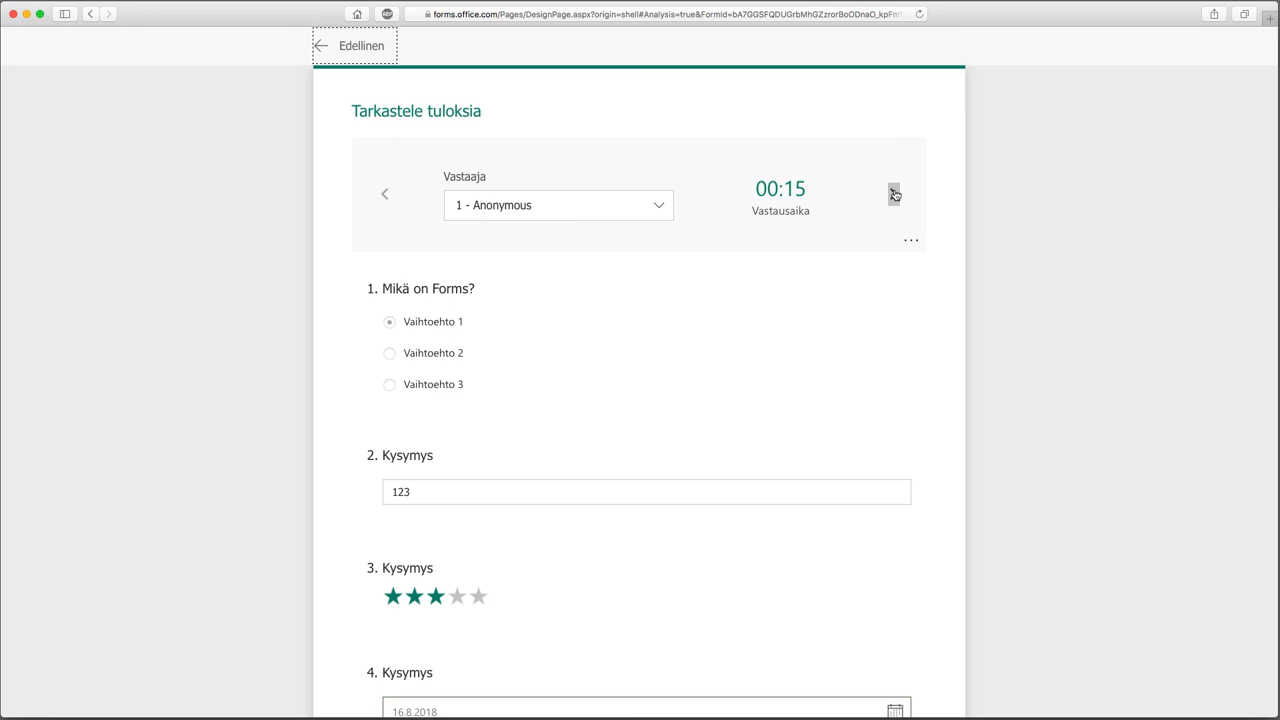 forms.office.com/Pages/DesignPage.aspx?origin=shell#Analysis=true&FormId=bA7GGSFQDUGrbMhGZzrorBoODnaO_kpFm
Edellinen
Tarkastele tuloksia
Vastaaja
1 - Anonymous
00:15
Vastausaika
...
1. Mikä on Forms?
Vaihtoehto 1
Vaihtoehto 2
Vaihtoehto 3
2. Kysymys
123
3. Kysymys
4. Kysymys
16.8.2018